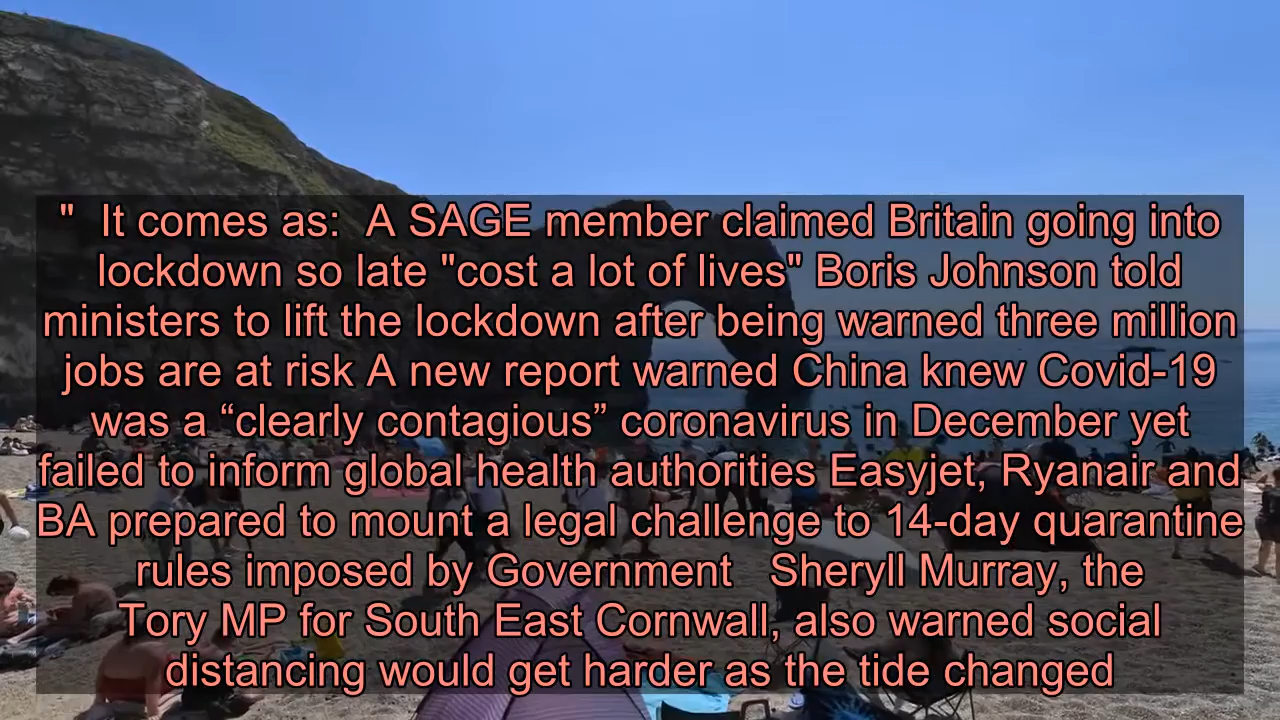 "  It comes as:  A SAGE member claimed Britain going into
lockdown so late "cost a lot of lives" Boris Johnson told
ministers to lift the lockdown after being warned three million
jobs are at risk A new report warned China knew Covid-19
was a “clearly contagious” coronavirus in December yet
failed to inform global health authorities Easyjet, Ryanair and
BA prepared to mount a legal challenge to 14-day quarantine
rules imposed by Government   Sheryll Murray, the
Tory MP for South East Cornwall, also warned social
distancing would get harder as the tide changed